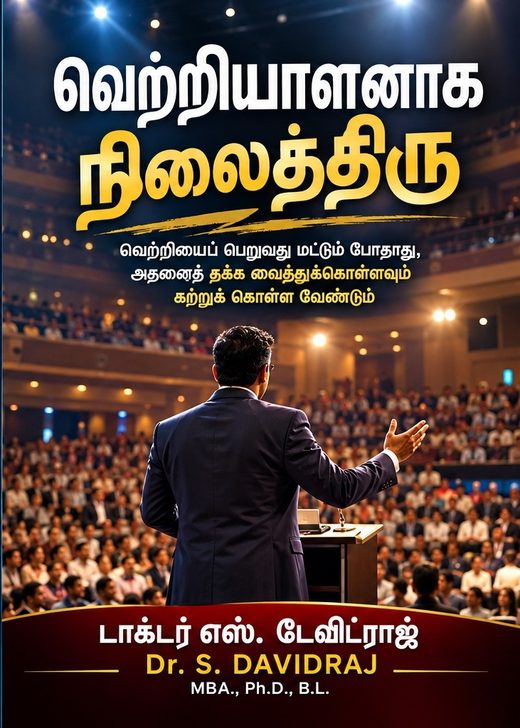 வெற்றியாளனாக
நிலைத்திரு
வெற்றியைப் பெறுவது மட்டும் போதாது,
அதனைத் தக்க வைத்துக்கொள்ளவும்
கற்றுக் கொள்ள வேண்டும்
டாக்டர் எஸ். டேவிட்ராஜ்
Dr. S. DAVIDRAJ
MBA., Ph.D., B.L.